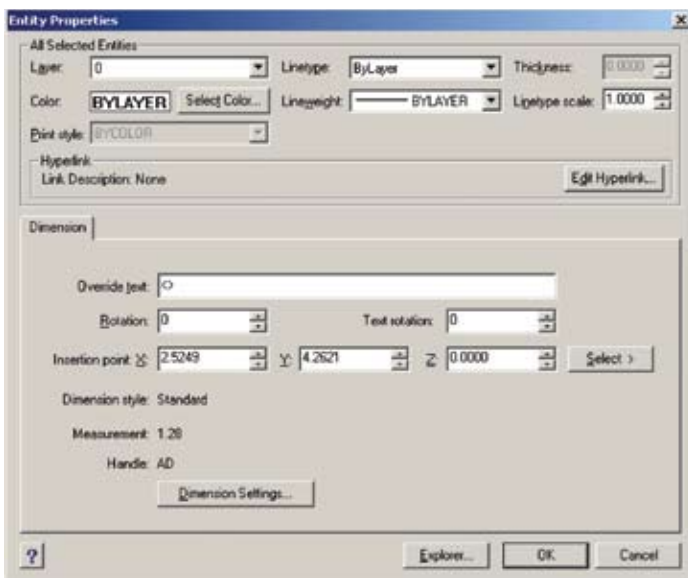 Entity Properties
All Selected Entities
Layer: 0 Linetype: ByLayer Thickness: 0.0000
Color: BYLAYER Select Color... Lineweight: BYLAYER Linetype scale: 1.0000
Print style: BYCOLOR
Hyperlink
Link Description: None Edit Hyperlink...
Dimension
Override text: <>
Rotation: 0 Text rotation: 0
Insertion point: X: 2.5249 Y: 4.2621 Z: 0.0000 Select >
Dimension style: Standard
Measurement: 1.28
Handle: AD
Dimension Settings...
? Explorer... OK Cancel